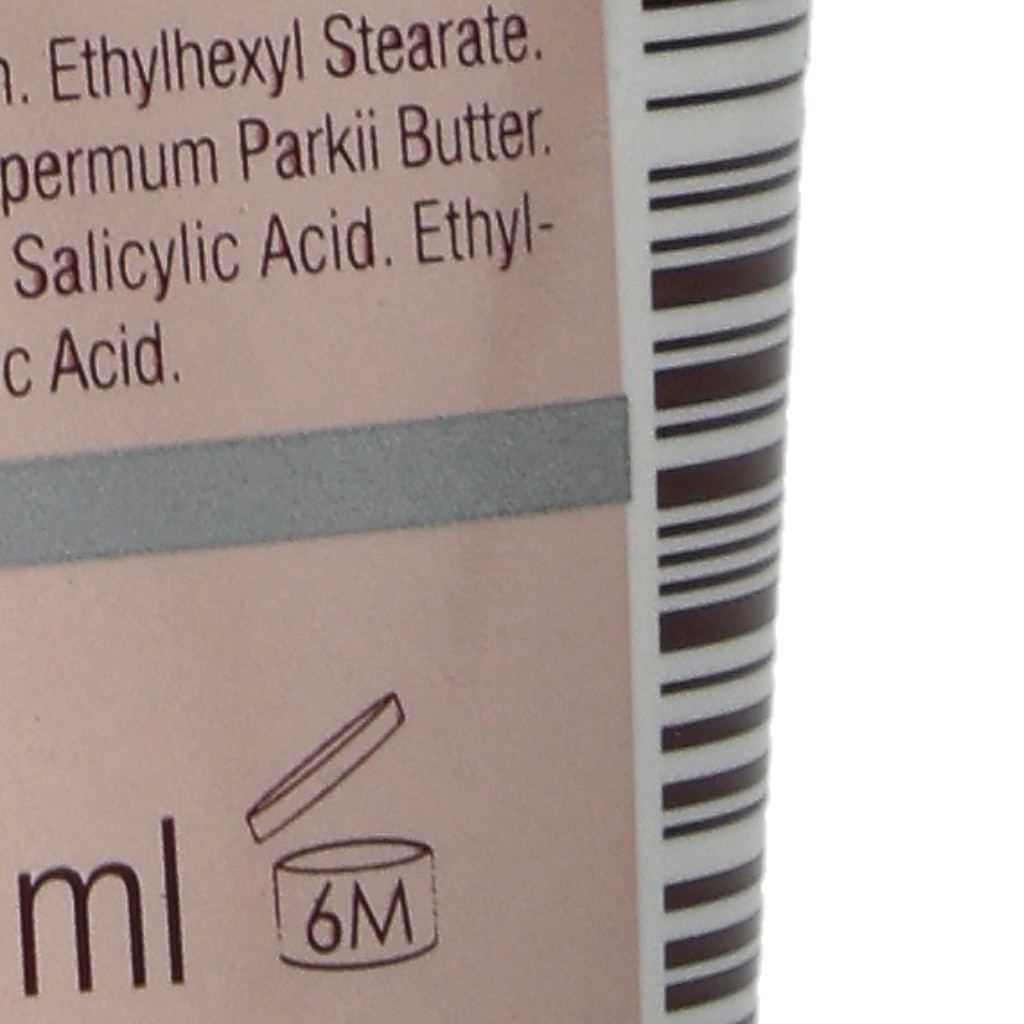 . Ethylhexyl Stearate.
permum Parkii Butter.
Salicylic Acid. Ethyl-
c Acid.
ml
6M